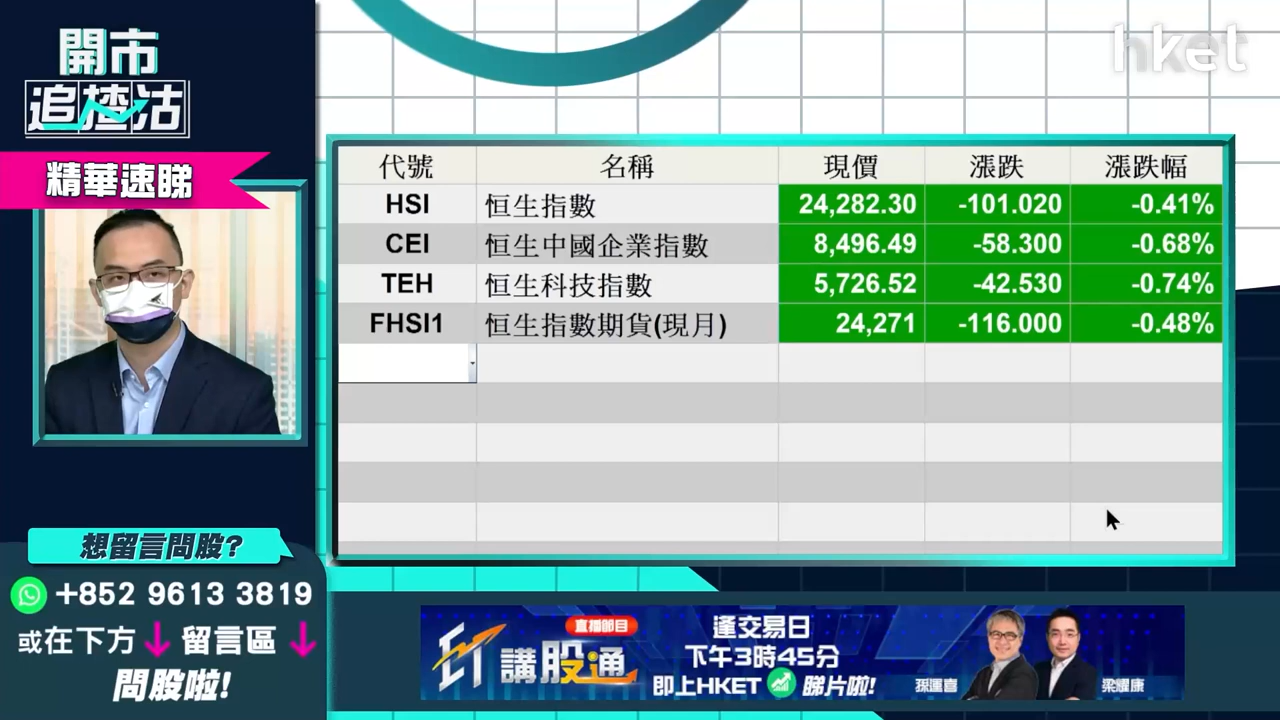 開市
追揸沽
精華速睇
hket
代號 名稱 現價 漲跌 漲跌幅
HSI 恒生指數 24,282.30 -101.020 -0.41%
CEI 恒生中國企業指數 8,496.49 -58.300 -0.68%
TEH 恒生科技指數 5,726.52 -42.530 -0.74%
FHSI1 恒生指數期貨(現月) 24,271 -116.000 -0.48%
想留言問股?
+852 9613 3819
或在下方 留言區
問股啦!
直播節目
ET 講股通
逢交易日
下午3時45分
即上HKET 睇片啦!
孫運喜
梁耀康